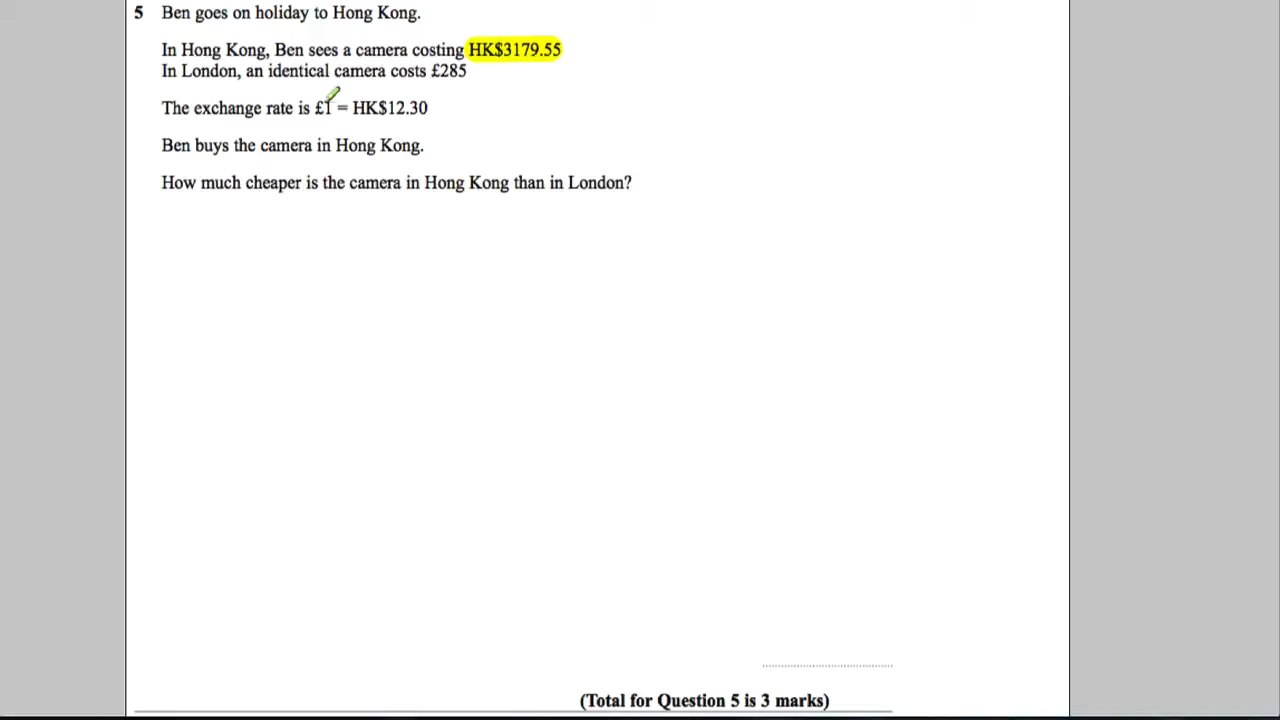 5 Ben goes on holiday to Hong Kong.
In Hong Kong, Ben sees a camera costing HK$3179.55
In London, an identical camera costs £285
The exchange rate is £1 = HK$12.30
Ben buys the camera in Hong Kong.
How much cheaper is the camera in Hong Kong than in London?
(Total for Question 5 is 3 marks)